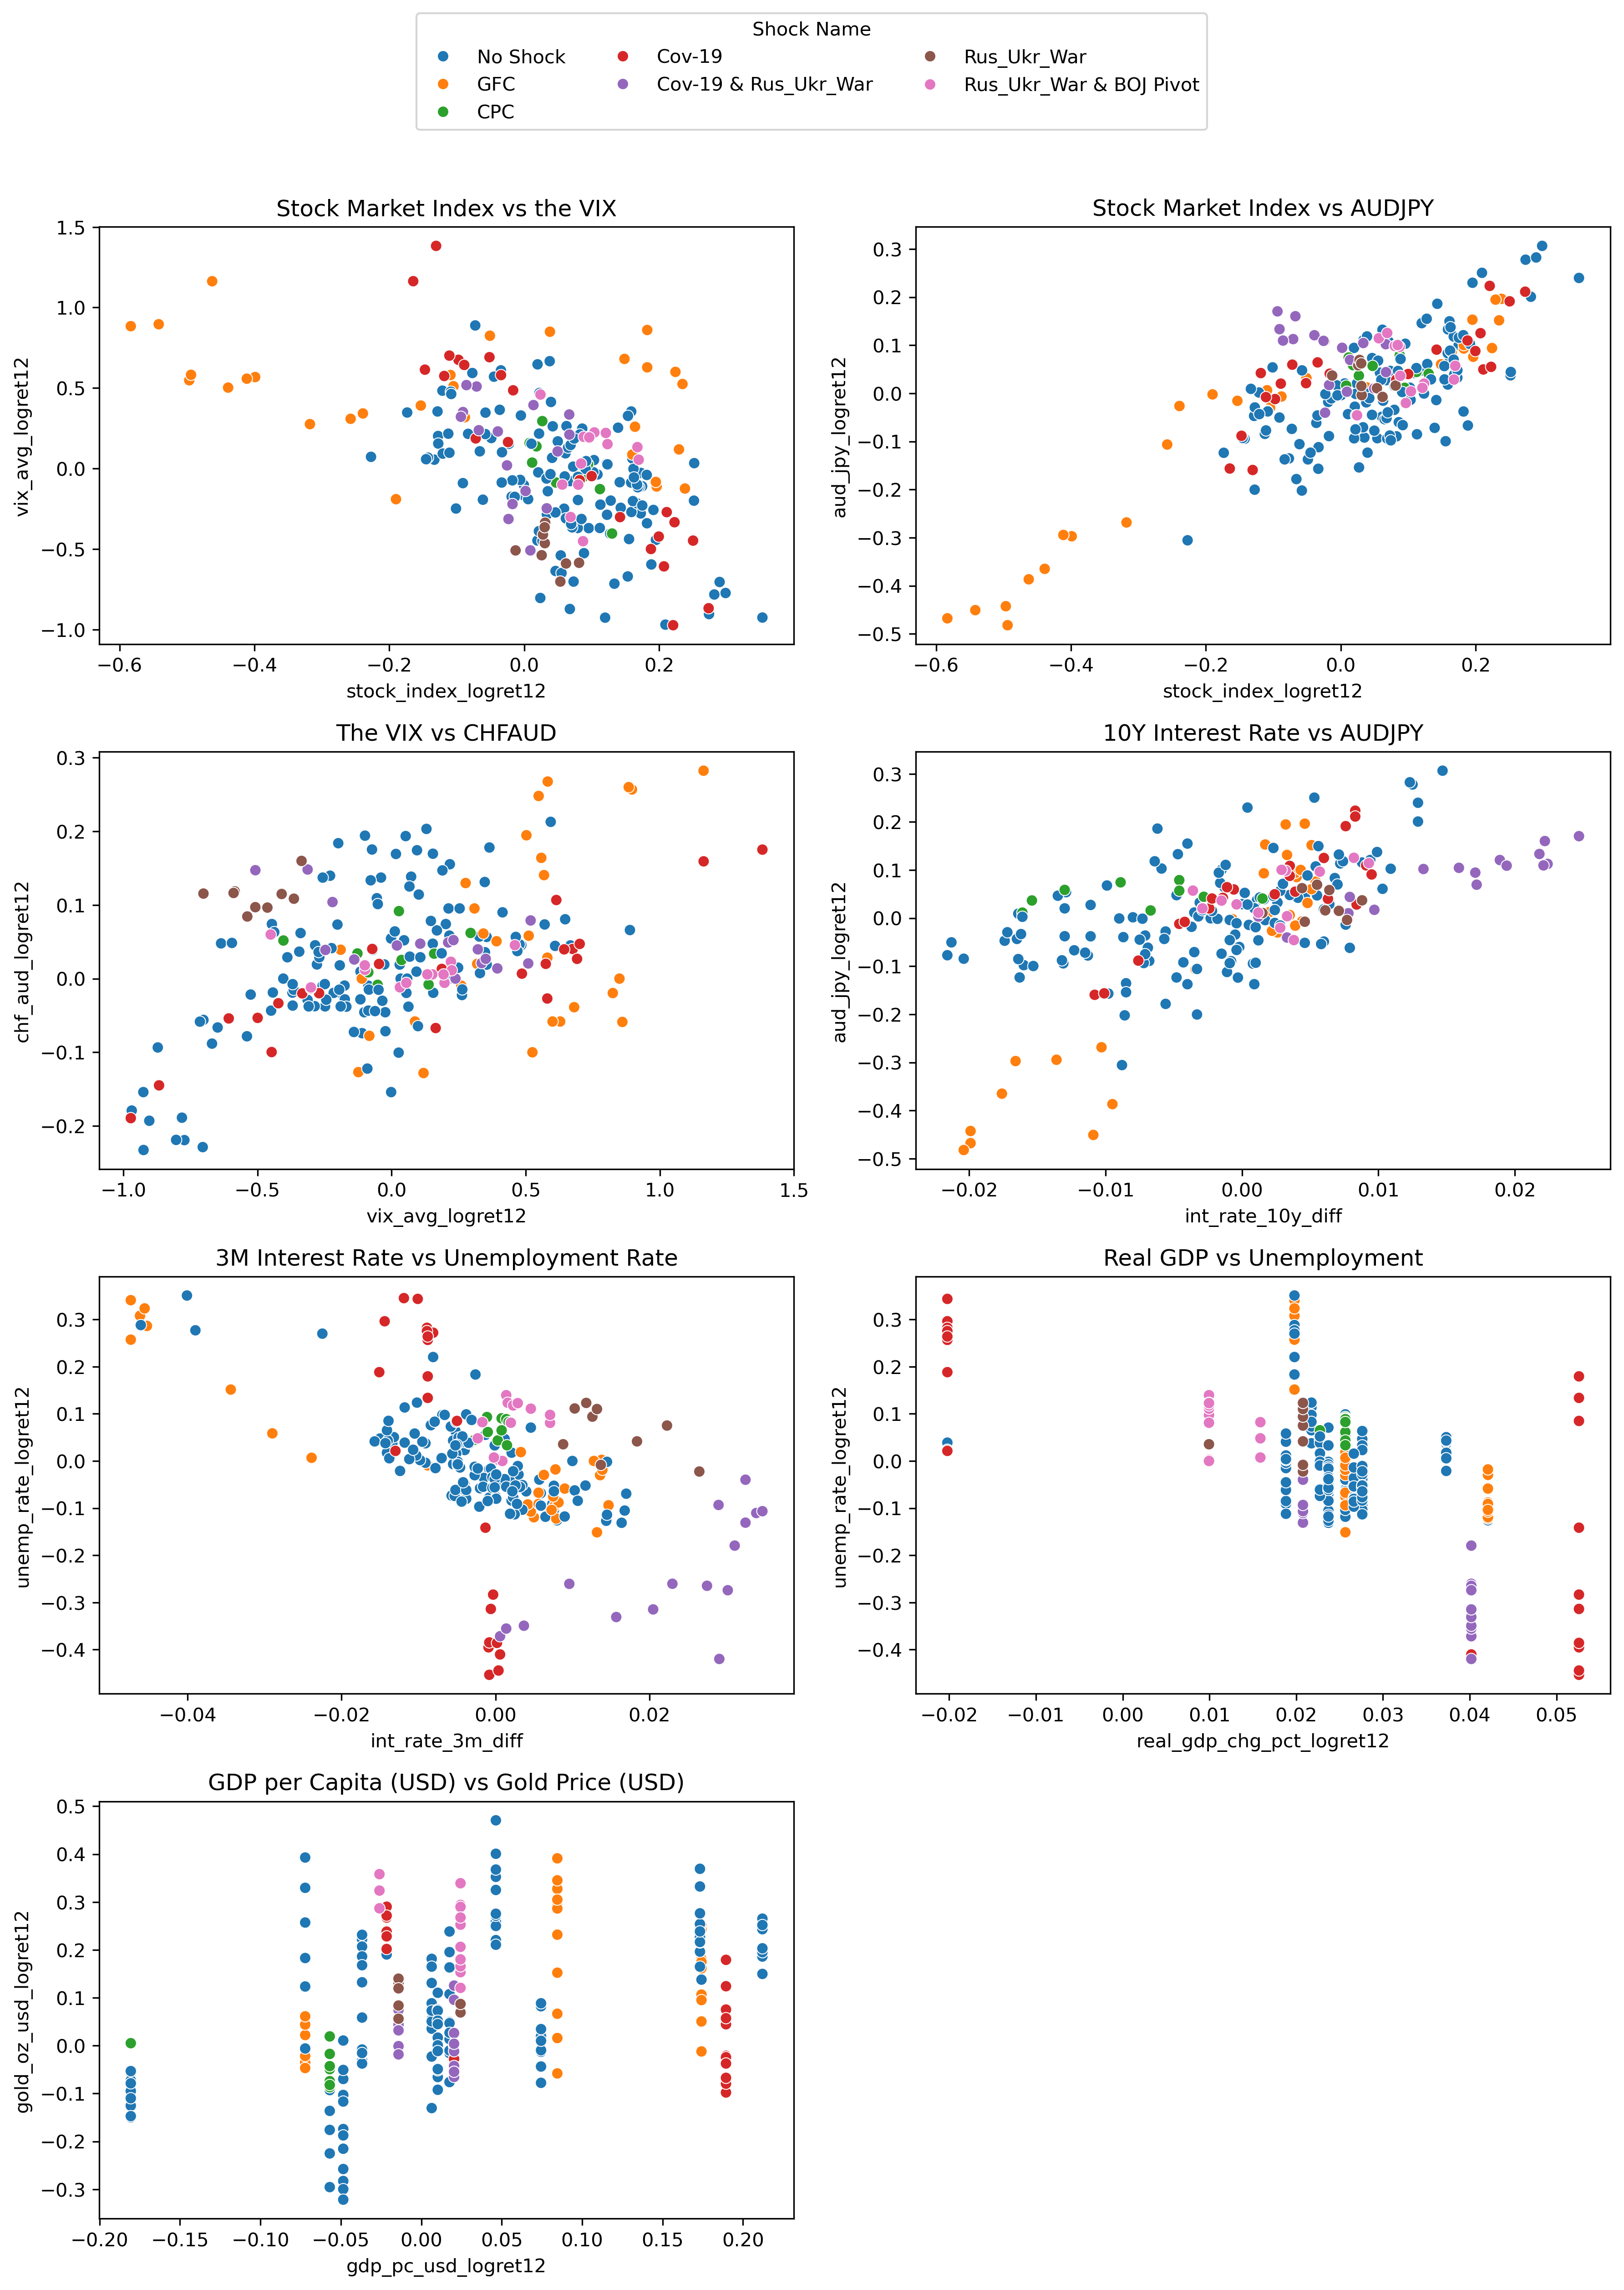 Shock Name
No Shock
GFC
CPC
Cov-19
Cov-19 & Rus_Ukr_War
Rus_Ukr_War
Rus_Ukr_War & BOJ Pivot
Stock Market Index vs the VIX
1.5
1.0
0.5
0.0
−0.5
−1.0
vix_avg_logret12
−0.6 −0.4 −0.2 0.0 0.2
stock_index_logret12
Stock Market Index vs AUDJPY
0.3
0.2
0.1
0.0
−0.1
−0.2
−0.3
−0.4
−0.5
aud_jpy_logret12
−0.6 −0.4 −0.2 0.0 0.2
stock_index_logret12
The VIX vs CHFAUD
0.3
0.2
0.1
0.0
−0.1
−0.2
chf_aud_logret12
−1.0 −0.5 0.0 0.5 1.0 1.5
vix_avg_logret12
10Y Interest Rate vs AUDJPY
0.3
0.2
0.1
0.0
−0.1
−0.2
−0.3
−0.4
−0.5
aud_jpy_logret12
−0.02 −0.01 0.00 0.01 0.02
int_rate_10y_diff
3M Interest Rate vs Unemployment Rate
0.3
0.2
0.1
0.0
−0.1
−0.2
−0.3
−0.4
unemp_rate_logret12
−0.04 −0.02 0.00 0.02
int_rate_3m_diff
Real GDP vs Unemployment
0.3
0.2
0.1
0.0
−0.1
−0.2
−0.3
−0.4
unemp_rate_logret12
−0.02 −0.01 0.00 0.01 0.02 0.03 0.04 0.05
real_gdp_chg_pct_logret12
GDP per Capita (USD) vs Gold Price (USD)
0.5
0.4
0.3
0.2
0.1
0.0
−0.1
−0.2
−0.3
gold_oz_usd_logret12
−0.20 −0.15 −0.10 −0.05 0.00 0.05 0.10 0.15 0.20
gdp_pc_usd_logret12